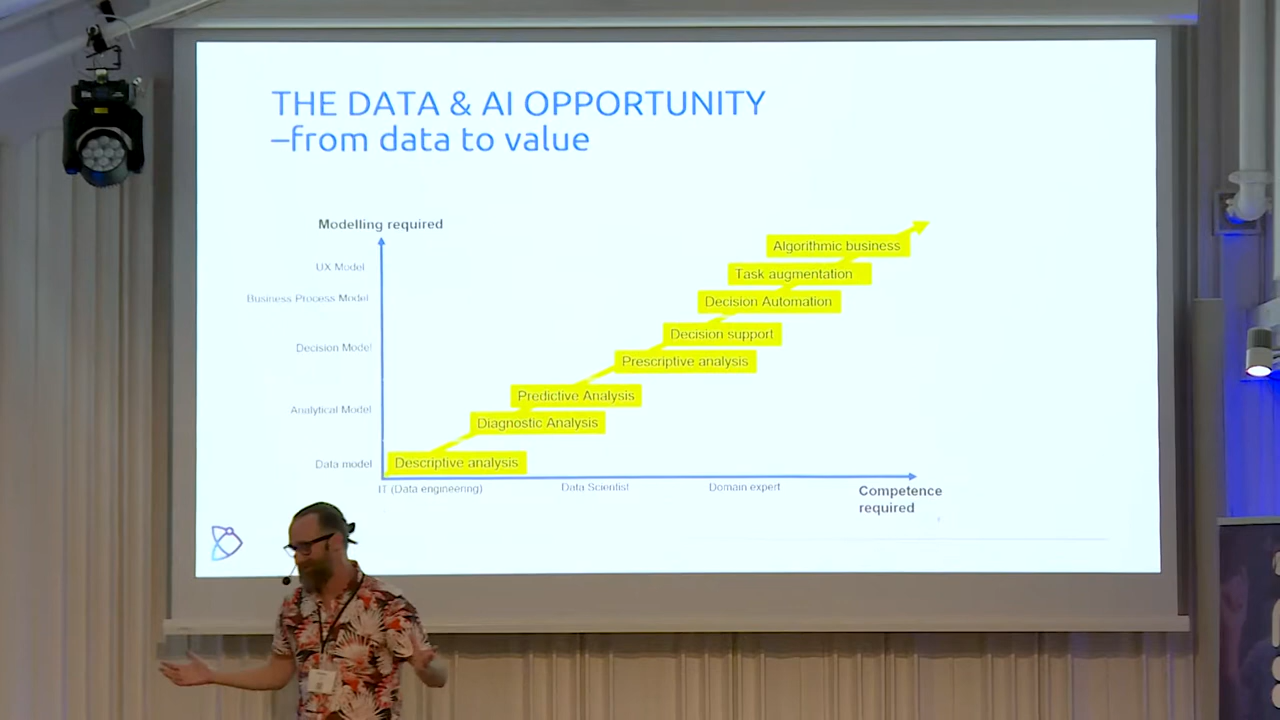 THE DATA & AI OPPORTUNITY
–from data to value
Modelling required
UX Model
Business Process Model
Decision Model
Analytical Model
Data model
Algorithmic business
Task augmentation
Decision Automation
Decision support
Prescriptive analysis
Predictive Analysis
Diagnostic Analysis
Descriptive analysis
IT (Data engineering)
Data Scientist
Domain expert
Competence
required